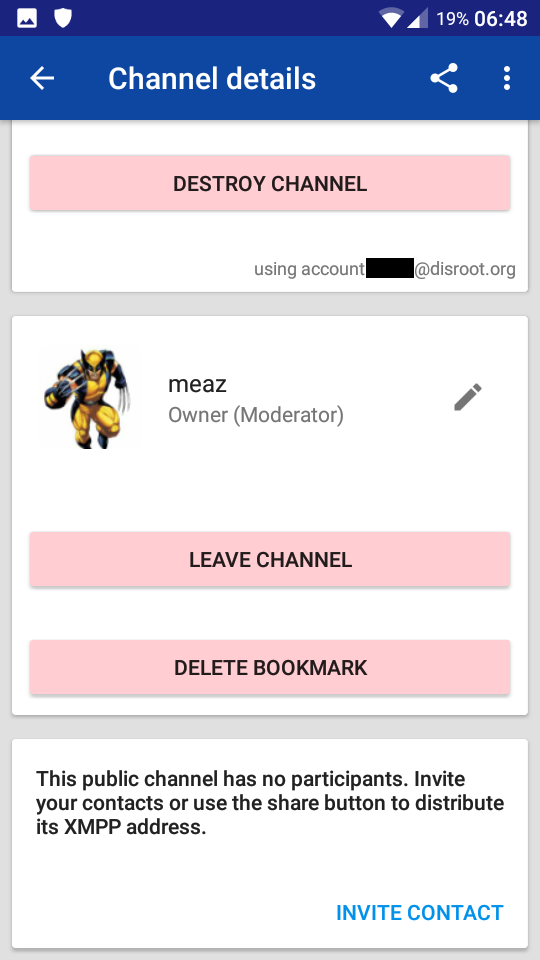 19% 06:48
Channel details
DESTROY CHANNEL
using account @disroot.org
meaz
Owner (Moderator)
LEAVE CHANNEL
DELETE BOOKMARK
This public channel has no participants. Invite
your contacts or use the share button to distribute
its XMPP address.
INVITE CONTACT